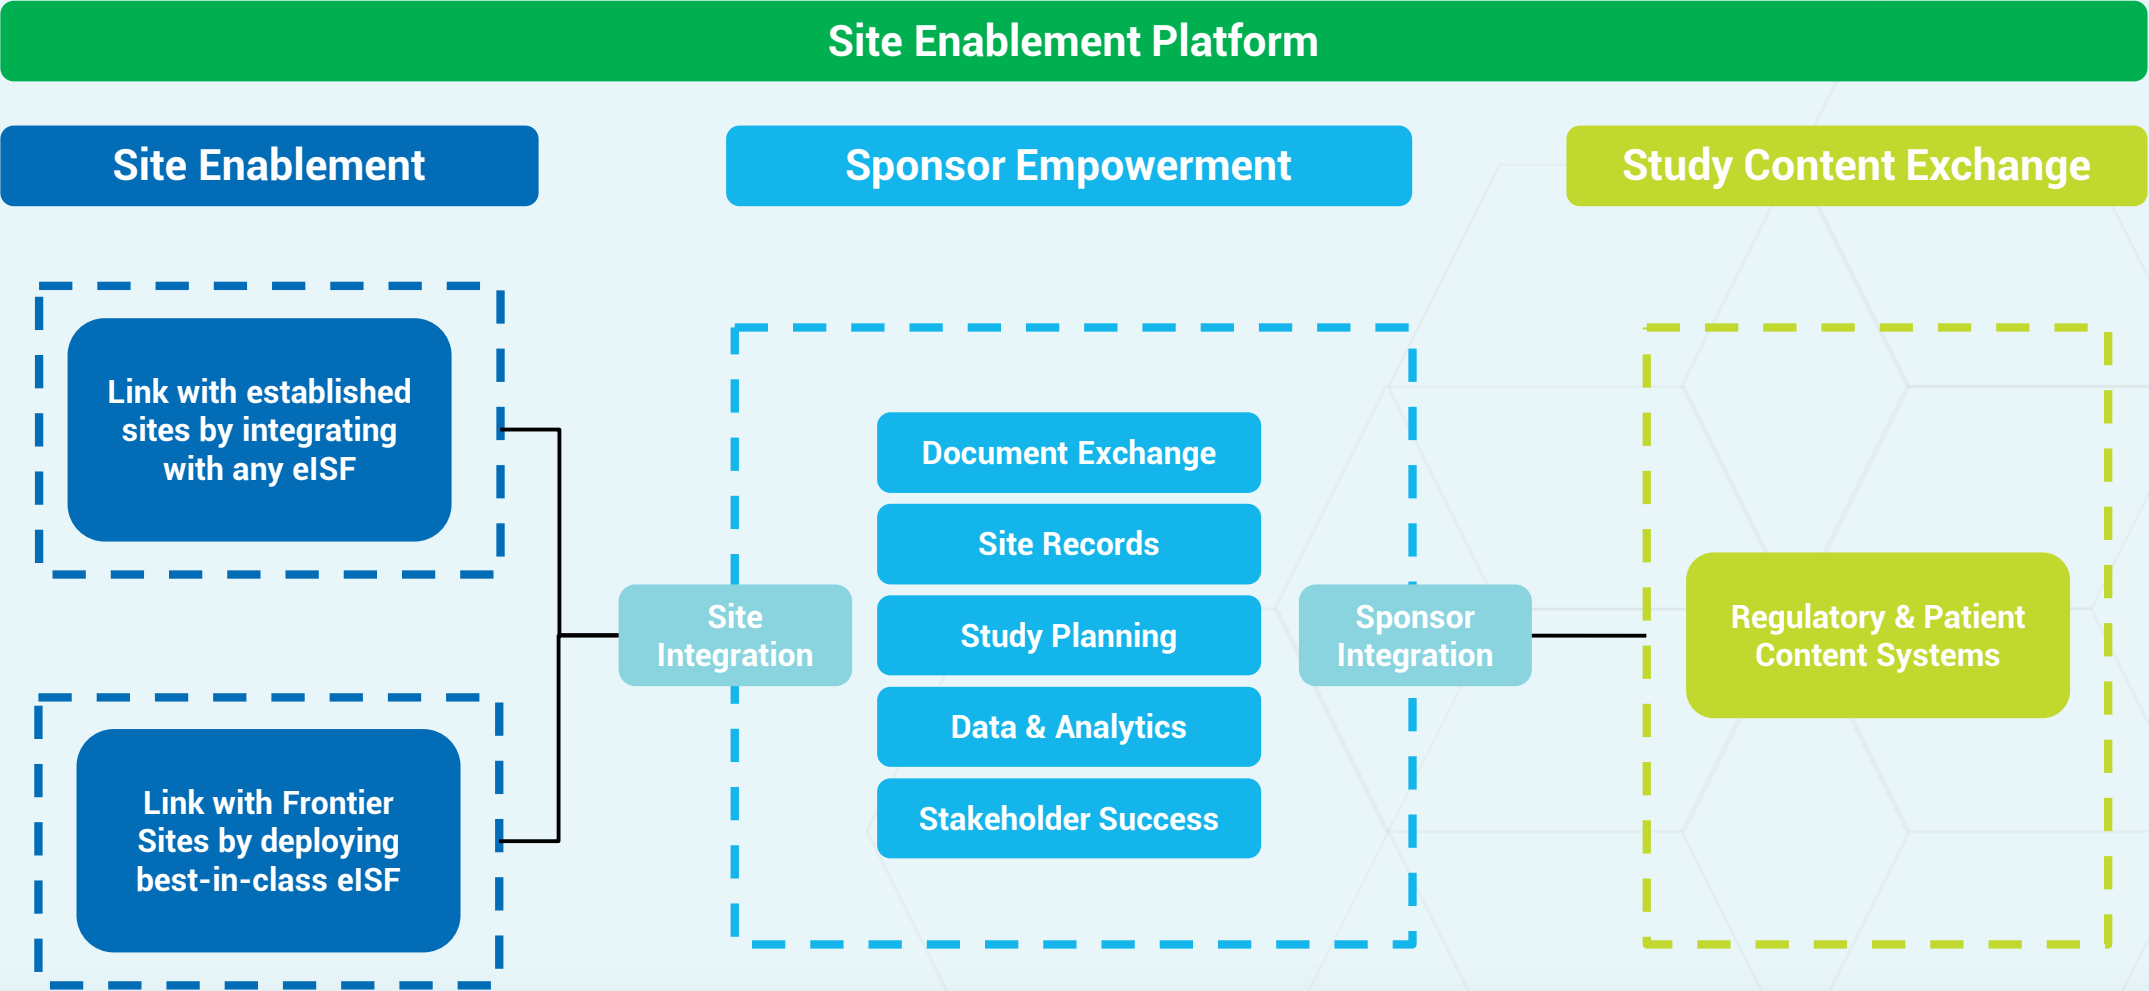 Site Enablement Platform
Site Enablement
Sponsor Empowerment
Study Content Exchange
Link with established
sites by integrating
with any eISF
Link with Frontier
Sites by deploying
best-in-class eISF
Site
Integration
Document Exchange
Site Records
Study Planning
Data & Analytics
Stakeholder Success
Sponsor
Integration
Regulatory & Patient
Content Systems